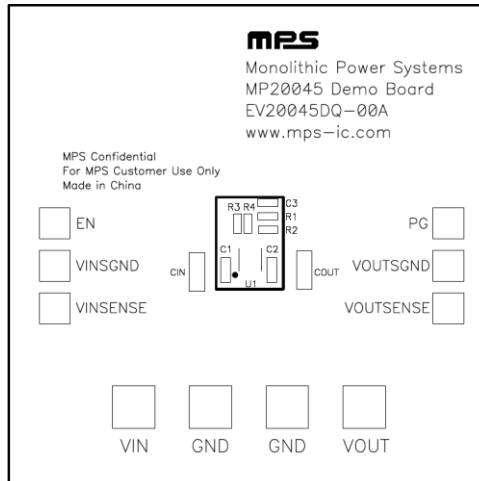 MPS
Monolithic Power Systems
MP20045 Demo Board
EV20045DQ-00A
www.mps-ic.com
MPS Confidential
For MPS Customer Use Only
Made in China
C3
R3 R4
R1
R2
EN
PG
C1
C2
VINSGND
CIN
COUT
VOUTSGND
U1
VINSENSE
VOUTSENSE
VIN
GND
GND
VOUT